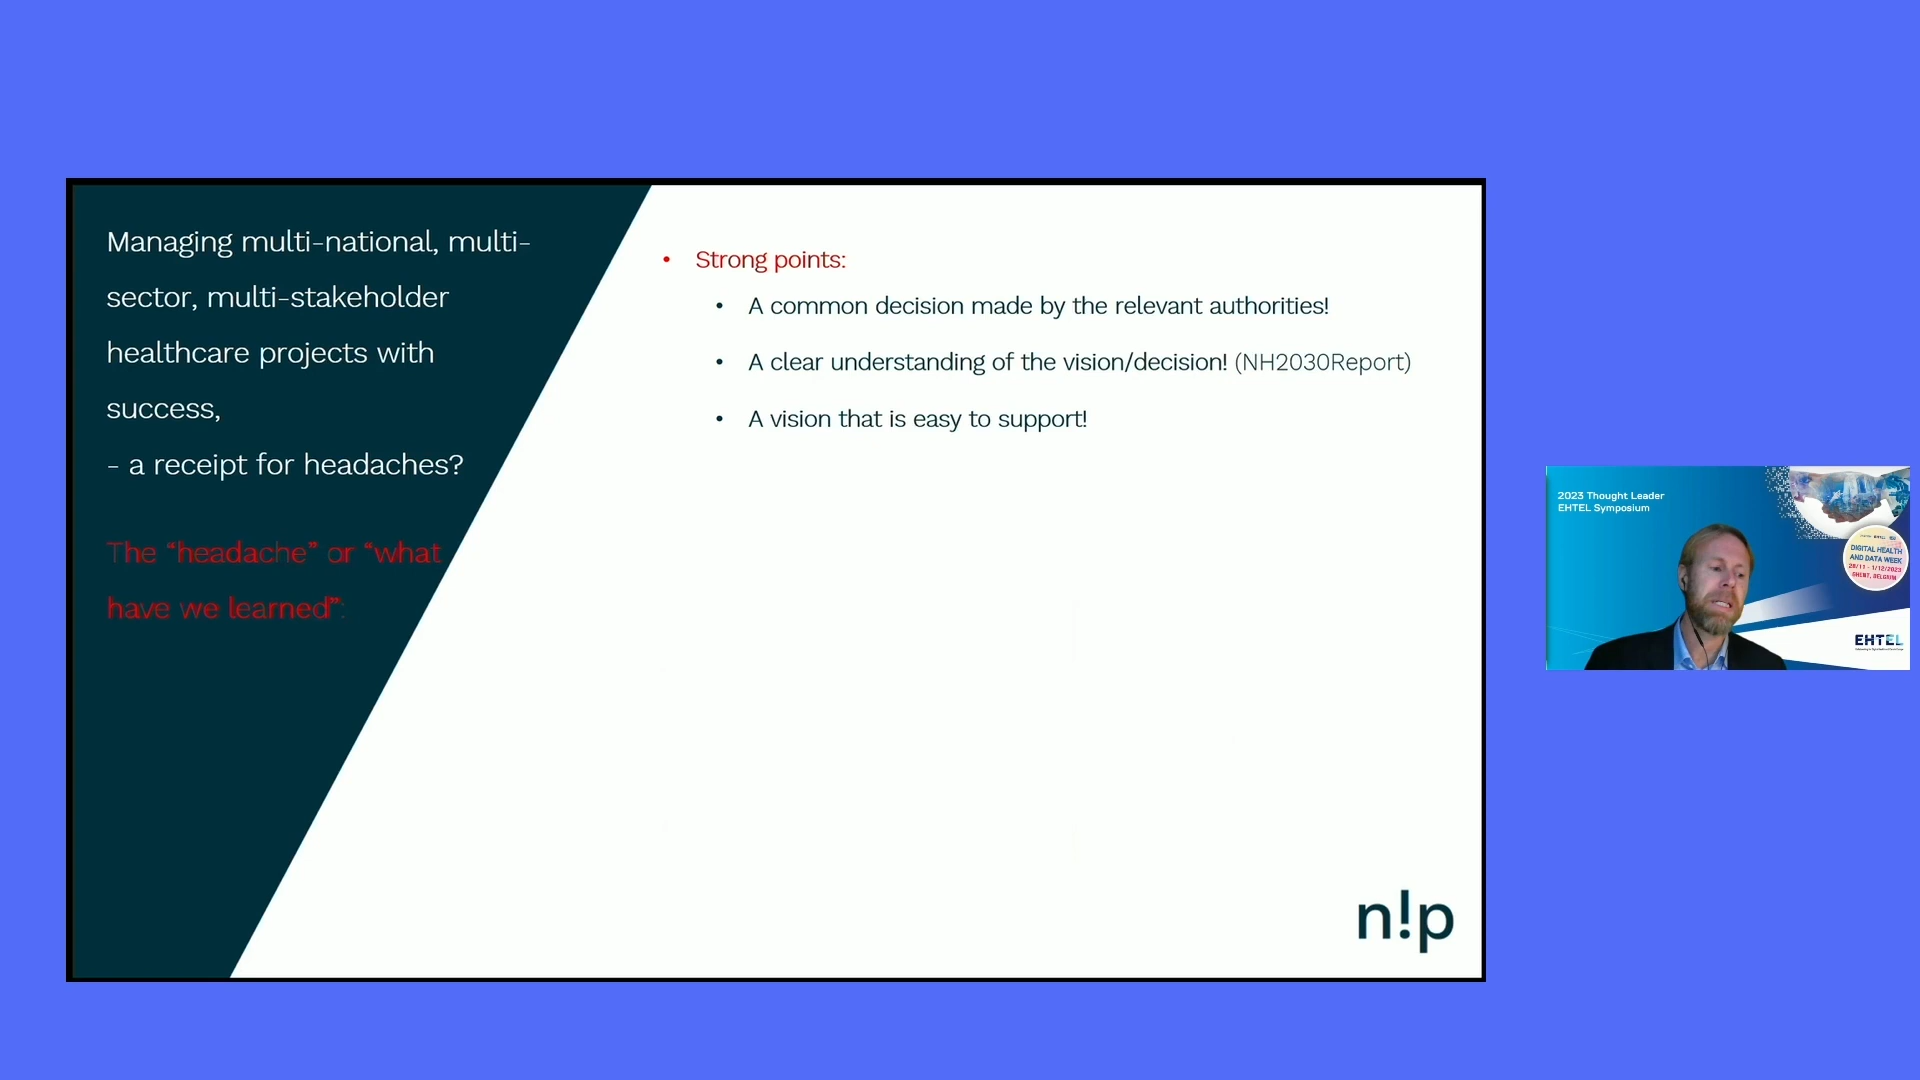 Managing multi-national, multi-
sector, multi-stakeholder
healthcare projects with
success,
- a receipt for headaches?
The “headache” or “what
have we learned”:
• Strong points:
• A common decision made by the relevant authorities!
• A clear understanding of the vision/decision! (NH2030Report)
• A vision that is easy to support!
n!p
2023 Thought Leader
EHTEL Symposium
DIGITAL HEALTH
AND DATA WEEK
28/11 - 1/12/2023
GHENT, BELGIUM
EHTEL